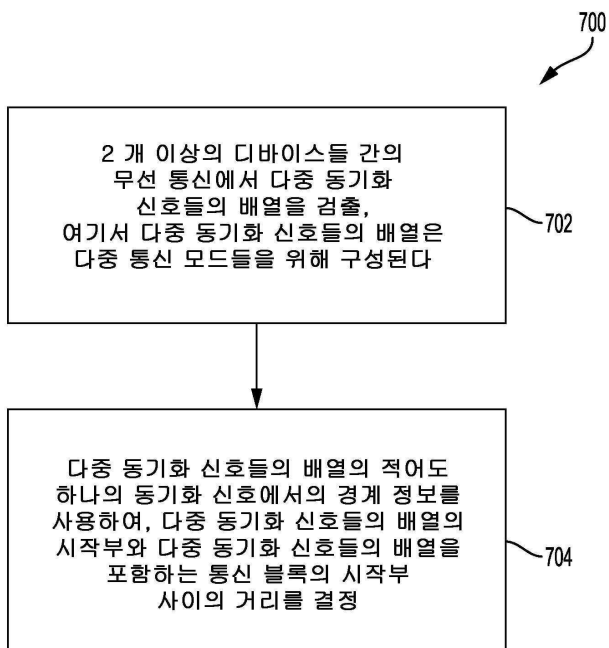 700
2 개 이상의 디바이스들 간의
무선 통신에서 다중 동기화
신호들의 배열을 검출,
여기서 다중 동기화 신호들의 배열은
다중 통신 모드들을 위해 구성된다
702
다중 동기화 신호들의 배열의 적어도
하나의 동기화 신호에서의 경계 정보를
사용하여, 다중 동기화 신호들의 배열의
시작부와 다중 동기화 신호들의 배열을
포함하는 통신 블록의 시작부
사이의 거리를 결정
704